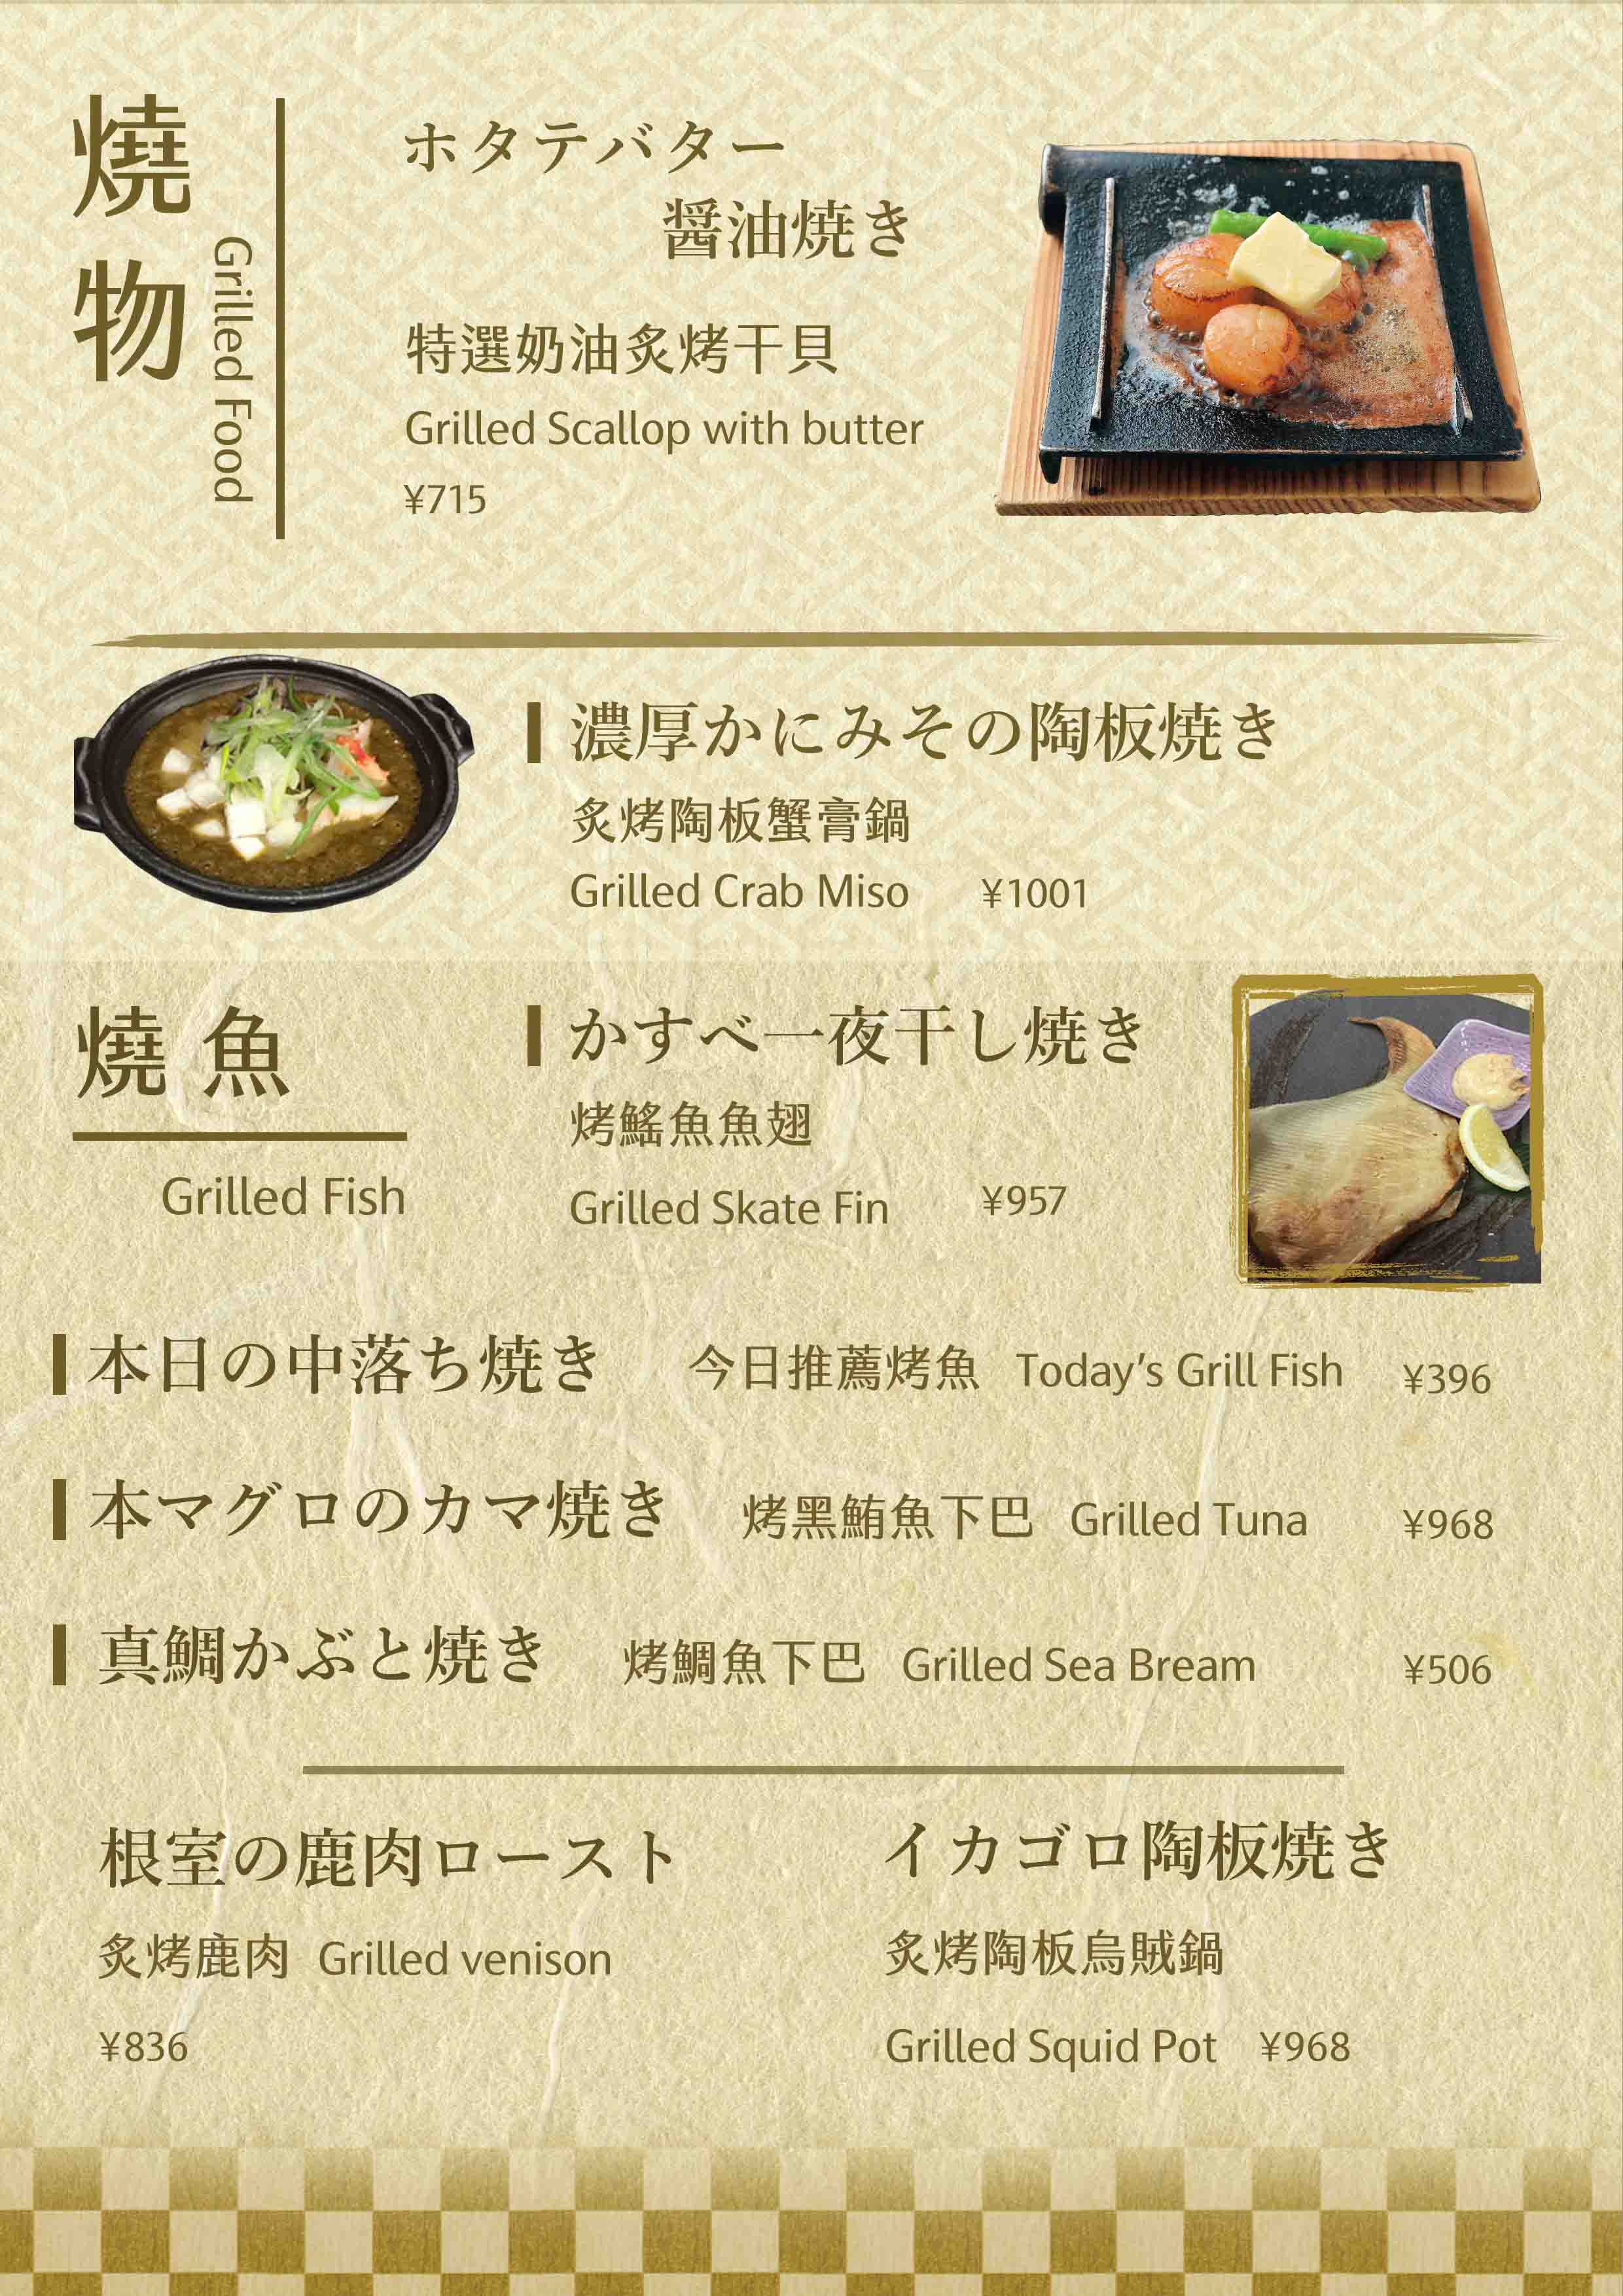 燒物
Grilled Food
ホタテバター
醤油焼き
特選奶油炙烤干貝
Grilled Scallop with butter
¥715
濃厚かにみその陶板焼き
炙烤陶板蟹膏鍋
Grilled Crab Miso ¥1001
燒魚
Grilled Fish
かすべ一夜干し焼き
烤鰩魚魚翅
Grilled Skate Fin ¥957
本日の中落ち焼き 今日推薦烤魚 Today's Grill Fish ¥396
本マグロのカマ焼き 烤黑鮪魚下巴 Grilled Tuna ¥968
真鯛かぶと焼き 烤鯛魚下巴 Grilled Sea Bream ¥506
根室の鹿肉ロースト
炙烤鹿肉 Grilled venison
¥836
イカゴロ陶板焼き
炙烤陶板烏賊鍋
Grilled Squid Pot ¥968